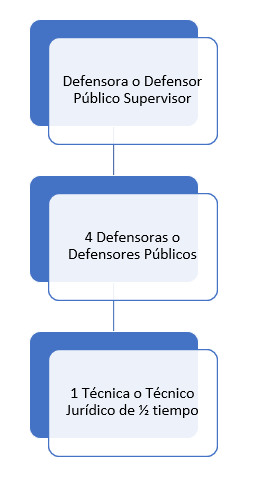 Defensora o Defensor
Público Supervisor
4 Defensoras o
Defensores Públicos
1 Técnica o Técnico
Jurídico de ½ tiempo